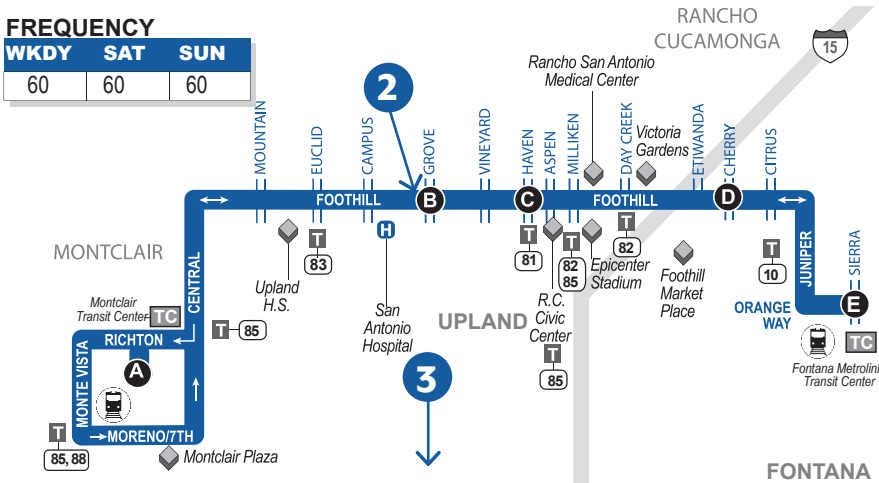 FREQUENCY
WKDY SAT SUN
60 60 60
RANCHO
CUCAMONGA
15
2
Rancho San Antonio
Medical Center
MOUNTAIN
EUCLID
CAMPUS
GROVE
VINEYARD
HAVEN
ASPEN
MILLIKEN
DAY CREEK
Victoria
Gardens
ETIWANDA
CHERRY
CITRUS
FOOTHILL
B
C
FOOTHILL
D
MONTCLAIR
CENTRAL
Upland
H.S.
T
83
H
San
Antonio
Hospital
T
81
R.C.
Civic
Center
T
85
T
82
85
Epicenter
Stadium
T
82
Foothill
Market
Place
T
10
JUNIPER
SIERRA
ORANGE
WAY
E
TC
Fontana Metrolin
Transit Center
UPLAND
Montclair
Transit Center
TC
T
85
RICHTON
A
MONTE VISTA
MORENO/7TH
T
85, 88
Montclair Plaza
3
FONTANA